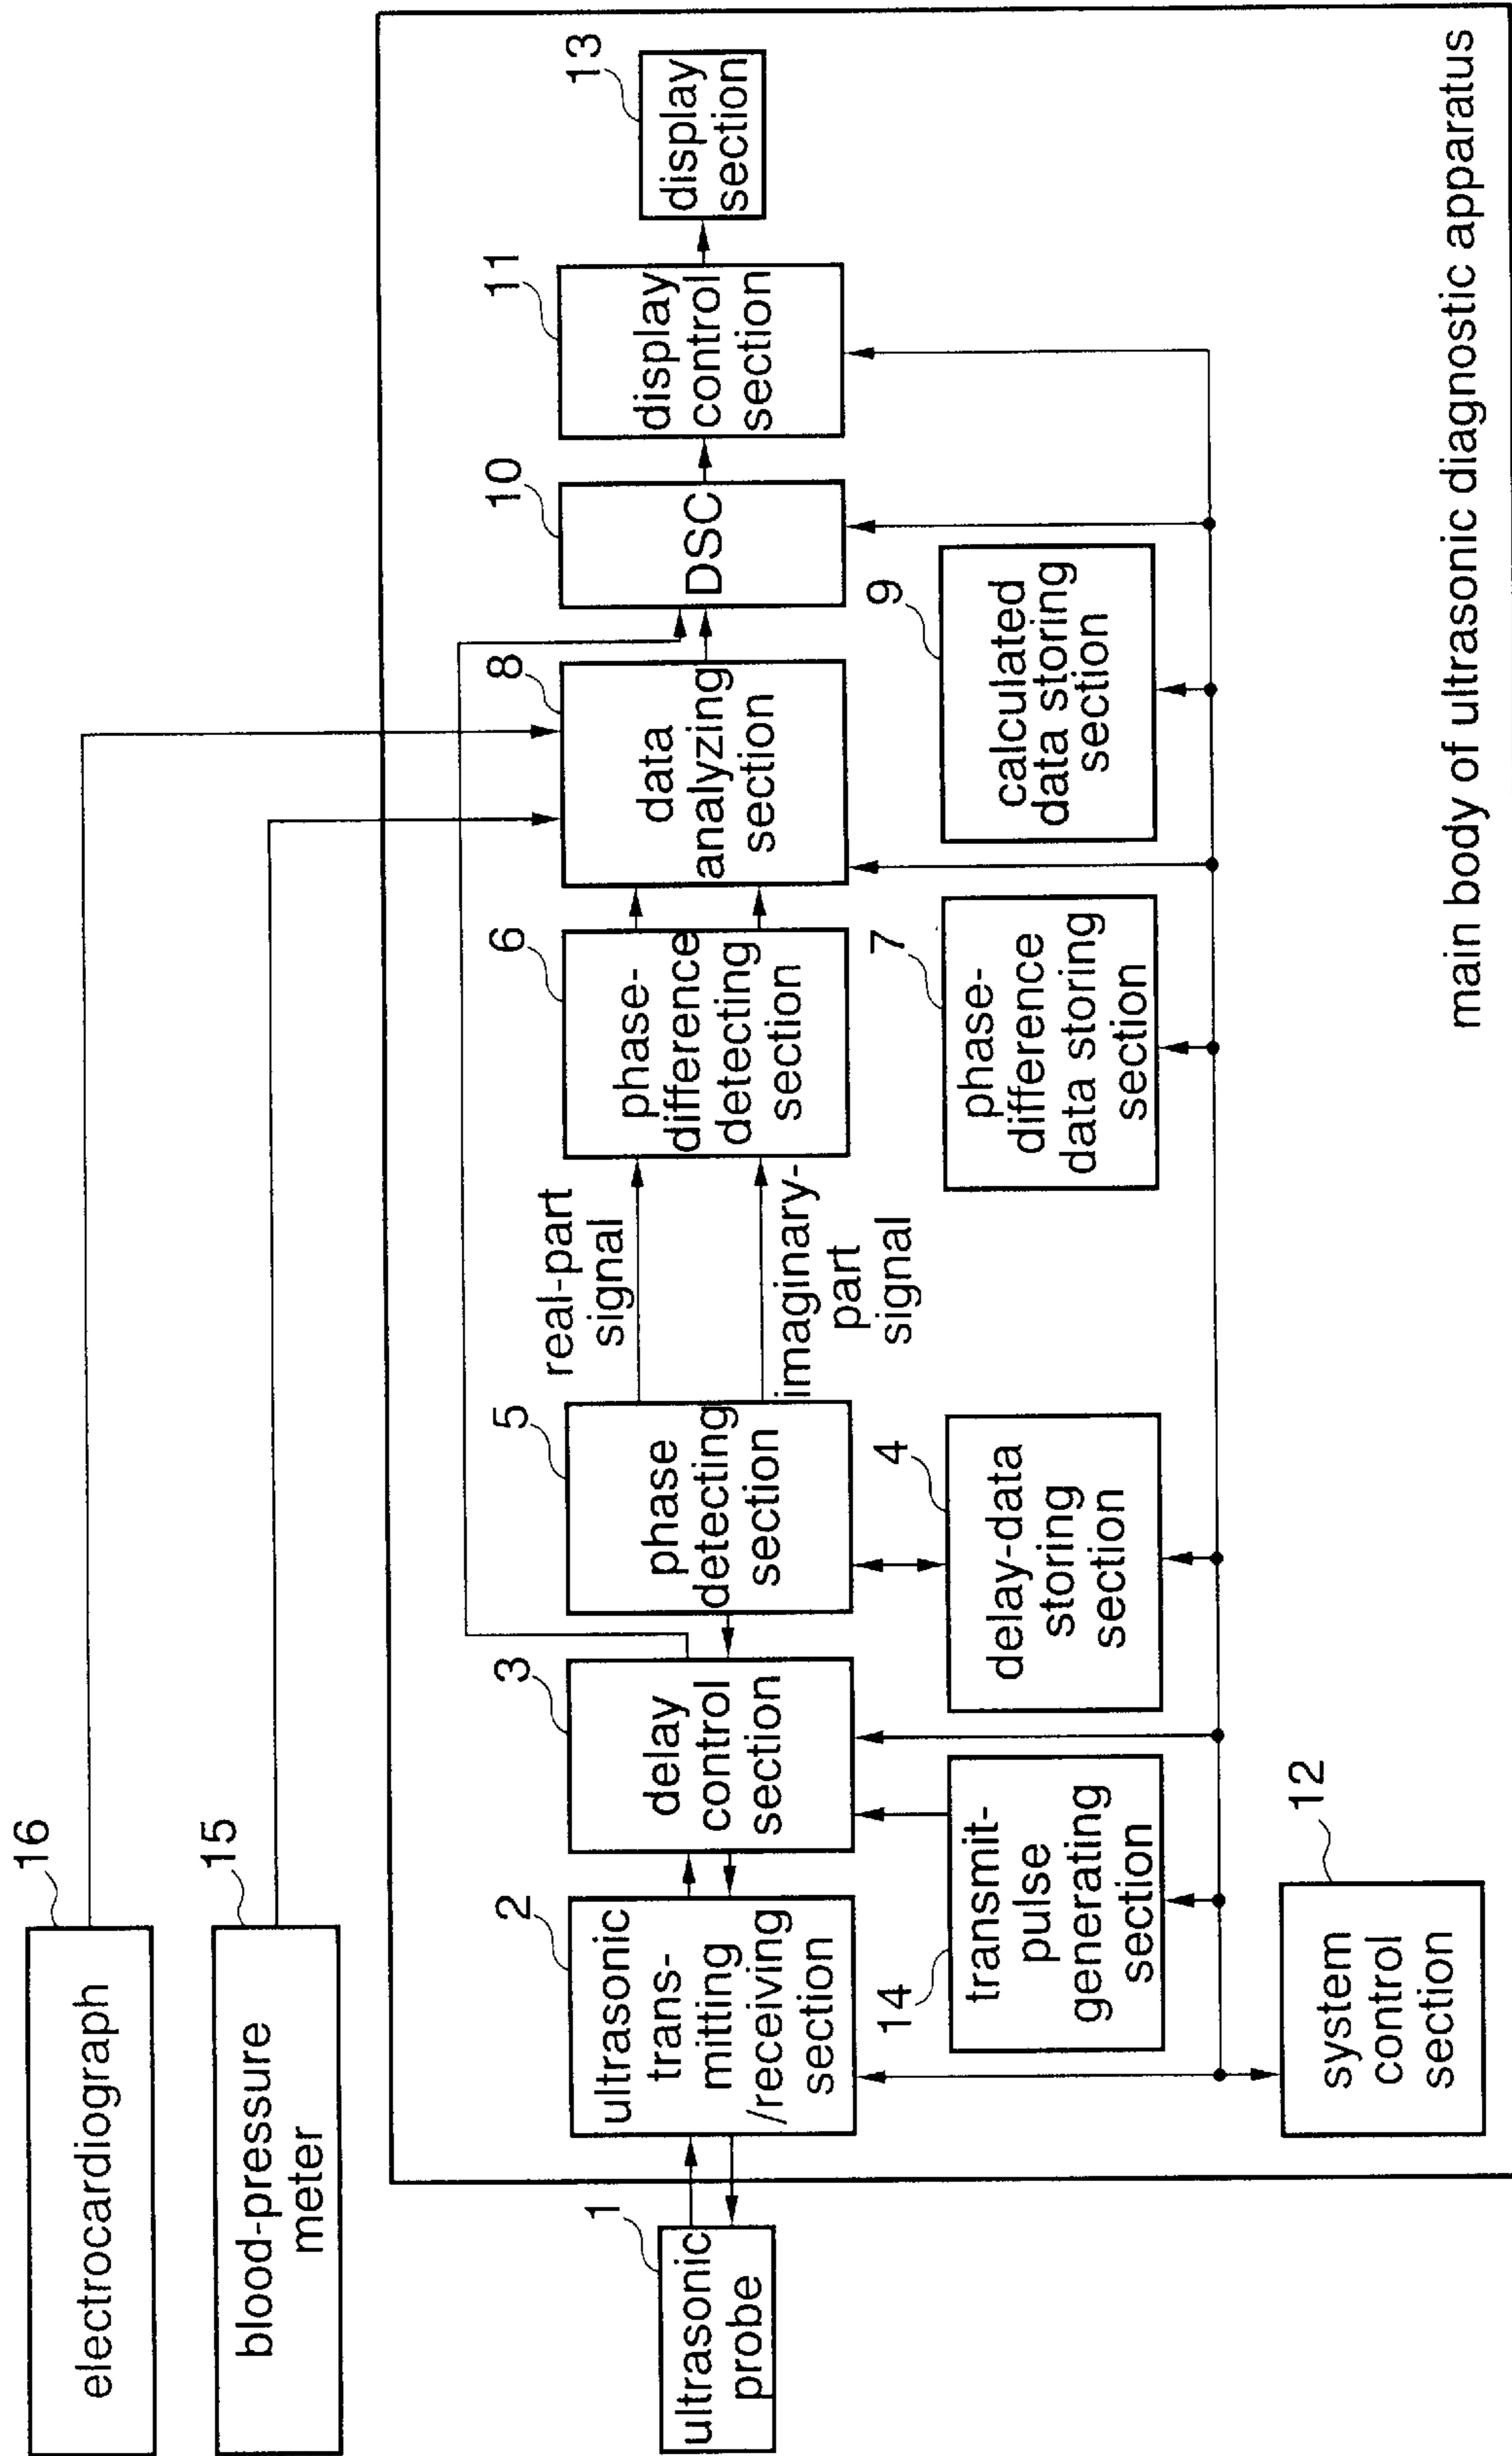 16
electrocardiograph
15
blood-pressure
meter
1
ultrasonic
probe
2
ultrasonic
trans-
mitting
/receiving
section
3
delay
control
section
5
phase
detecting
section
real-part
signal
imaginary-
part
signal
6
phase-
difference
detecting
section
8
data
analyzing
section
10
DSC
11
display
control
section
13
display
section
14
transmit-
pulse
generating
section
4
delay-data
storing
section
7
phase-
difference
data storing
section
9
calculated
data storing
section
12
system
control
section
main body of ultrasonic diagnostic apparatus